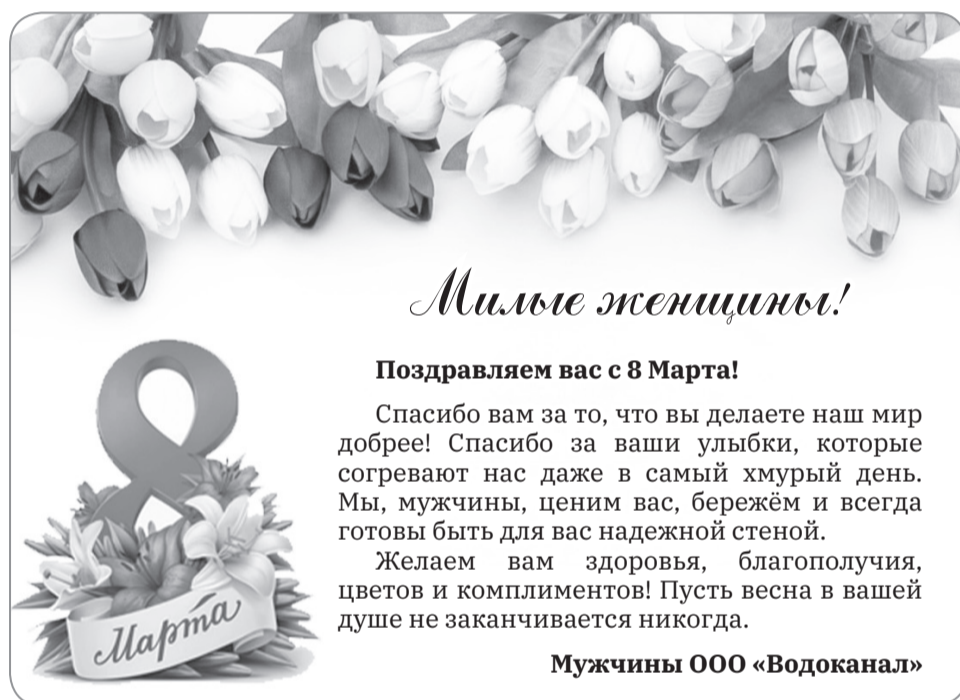 Милые женщины!
Поздравляем вас с 8 Марта!
Спасибо вам за то, что вы делаете наш мир
добрее! Спасибо за ваши улыбки, которые
согревают нас даже в самый хмурый день.
Мы, мужчины, ценим вас, бережём и всегда
готовы быть для вас надежной стеной.
Желаем вам здоровья, благополучия,
цветов и комплиментов! Пусть весна в вашей
душе не заканчивается никогда.
Мужчины ООО «Водоканал»
8
Марта